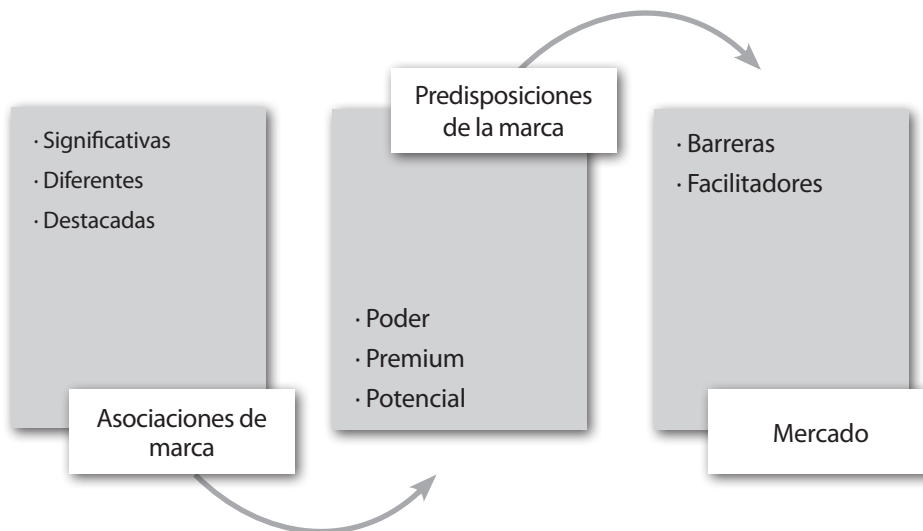 · Significativas
· Diferentes
· Destacadas
Asociaciones de
marca
Predisposiciones
de la marca
· Poder
· Premium
· Potencial
· Barreras
· Facilitadores
Mercado